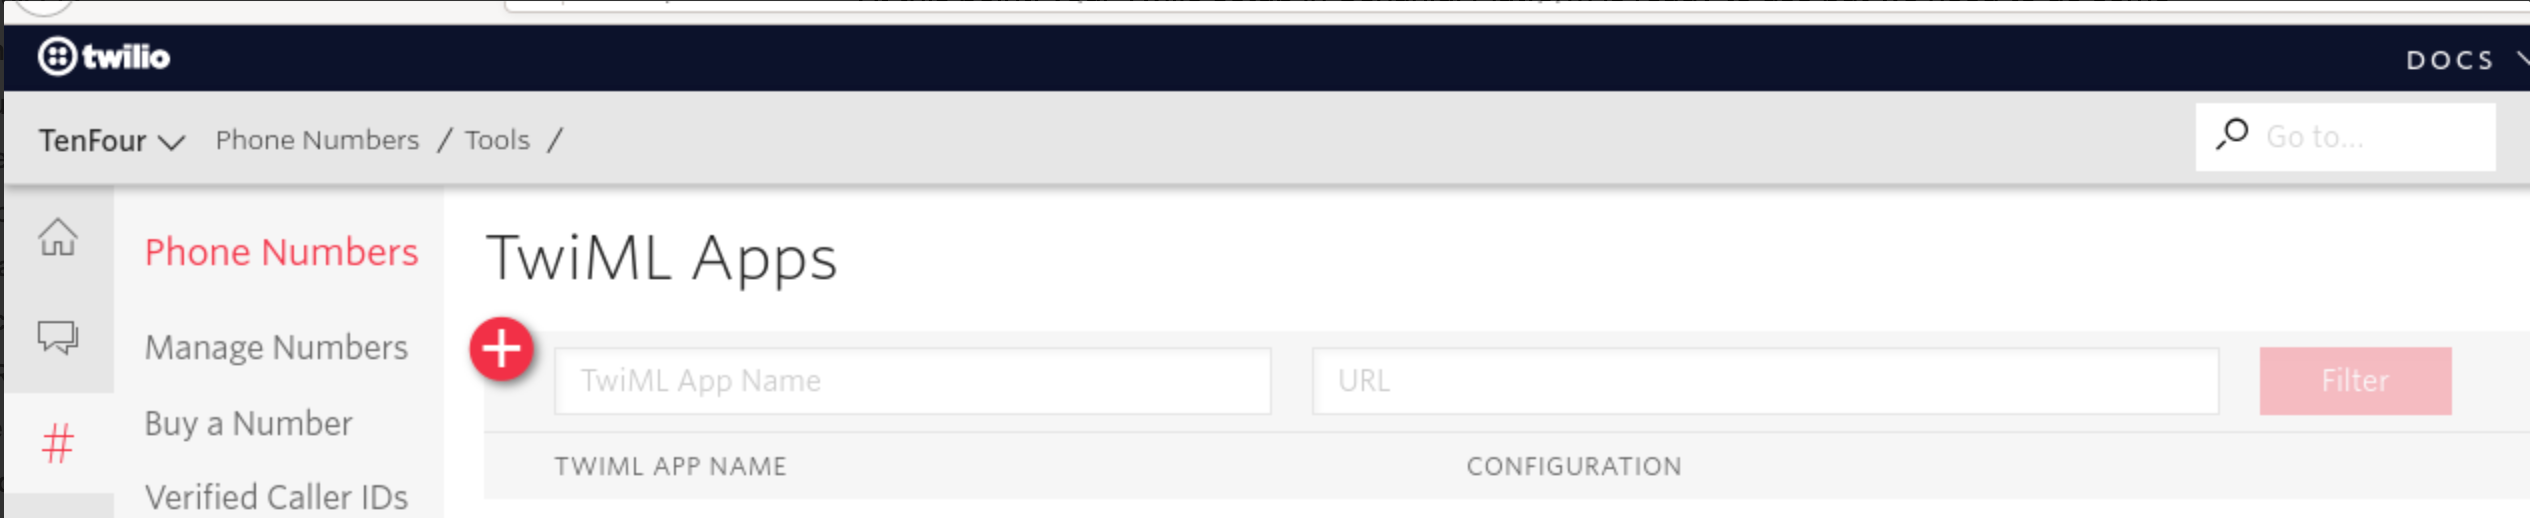 twilio
DOCS
TenFour Phone Numbers / Tools /
Go to...
Phone Numbers
Manage Numbers
Buy a Number
Verified Caller IDs
TwiML Apps
TwiML App Name
URL
Filter
TWIML APP NAME
CONFIGURATION